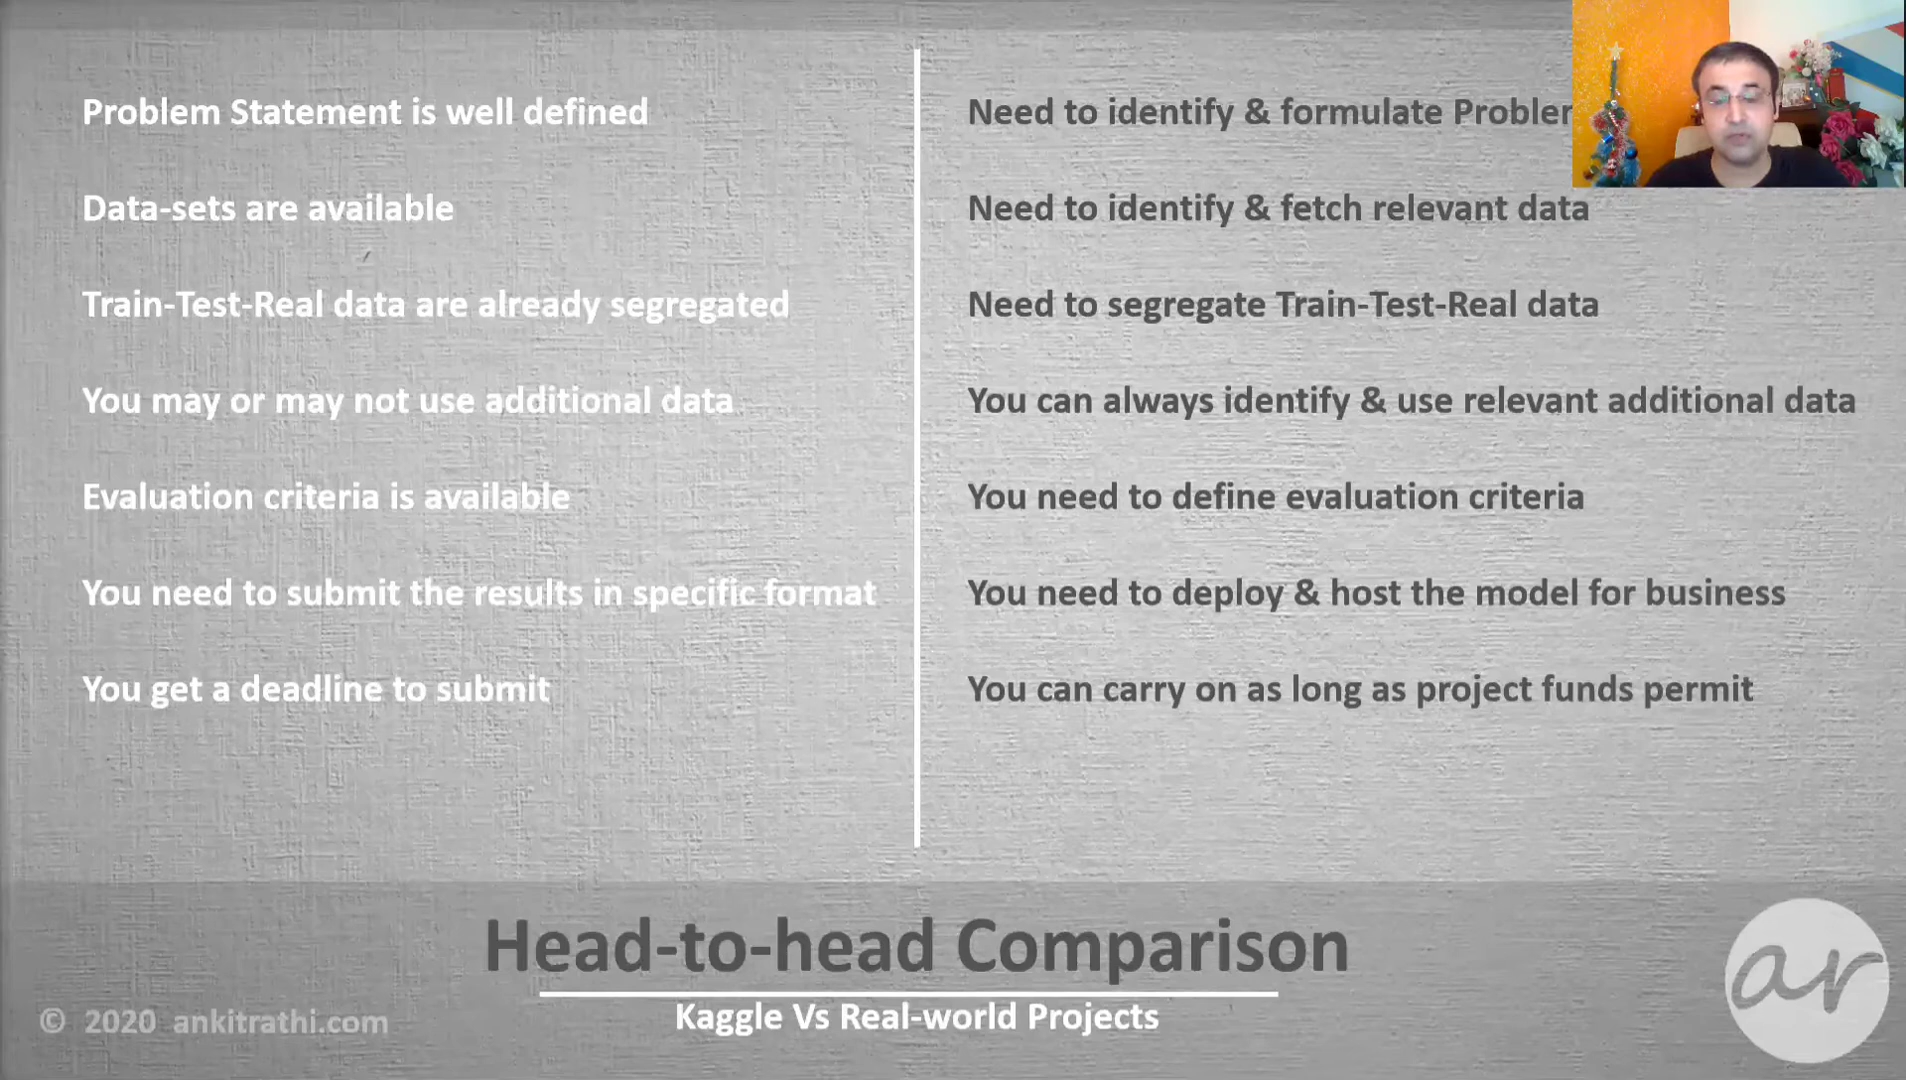 Problem Statement is well defined
Need to identify & formulate
Data-sets are available
Need to identify & fetch relevant data
Train-Test-Real data are already segregated
Need to segregate Train-Test-Real data
You may or may not use additional data
You can always identify & use relevant additional data
Evaluation criteria is available
You need to define evaluation criteria
You need to submit the results in specific format
You need to deploy & host the model for business
You get a deadline to submit
You can carry on as long as project funds permit
Head-to-head Comparison
Kaggle Vs Real-world Projects
© 2020 ankitrathi.com
ar